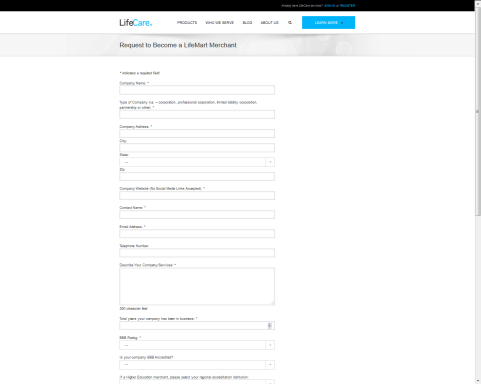 Already have LifeCare services? SIGN IN or REGISTER
LifeCare.
PRODUCTS WHO WE SERVE BLOG ABOUT US LEARN MORE
Request to Become a LifeMart Merchant
* Indicates a required field
Company Name: *
Type of Company (i.e. – corporation, professional corporation, limited liability corporation,
partnership or other: *
Company Address: *
City:
State:
---
Zip:
Company Website (No Social Media Links Accepted): *
Contact Name: *
Email Address: *
Telephone Number:
Describe Your Company/Services: *
300 character limit
Total years your company has been in business: *
BBB Rating: *
---
Is your company BBB Accredited?
---
If a Higher Education merchant, please select your regional accreditation institution: